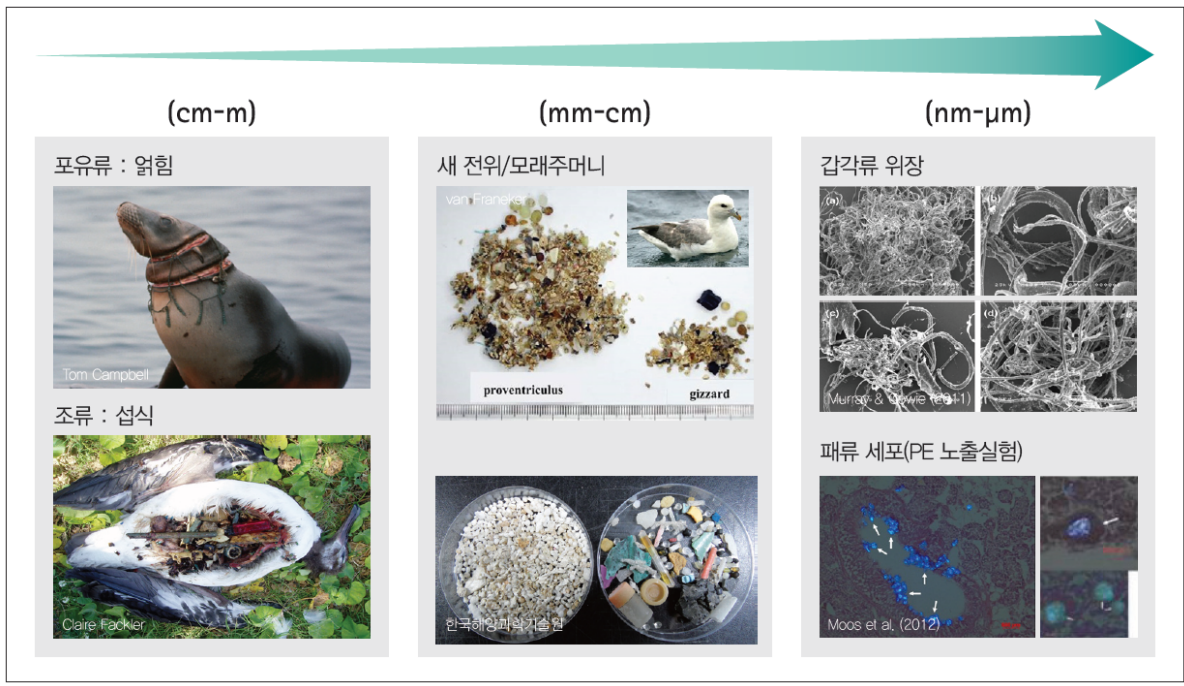 (cm-m)
(mm-cm)
(nm-μm)
포유류 : 얽힘
Tom Campbell
조류 : 섭식
Claire Fackler
새 전위/모래주머니
van Franeker
proventriculus
gizzard
한국해양과학기술원
갑각류 위장
(a)
(b)
(c)
(d)
Murray & Cowie (2011)
패류 세포(PE 노출실험)
Moos et al. (2012)